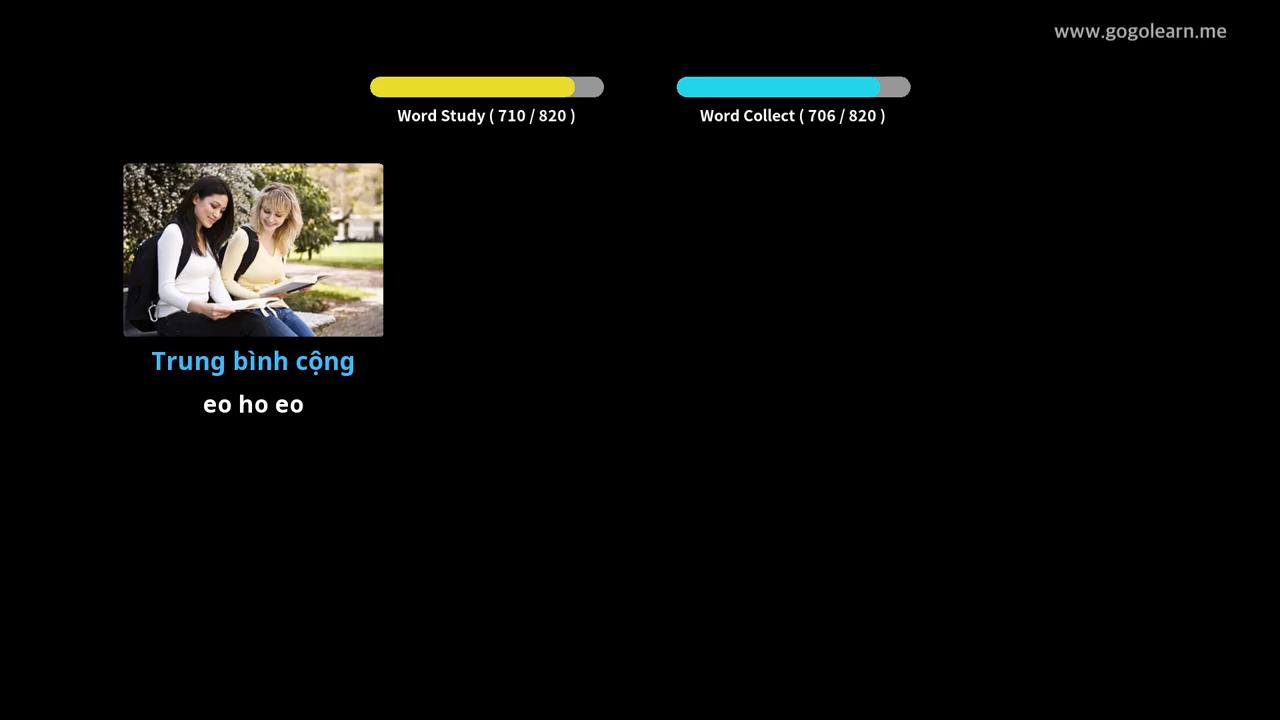 www.gogolearn.me
Word Study ( 710 / 820 )
Word Collect ( 706 / 820 )
Trung bình cộng
eo ho eo